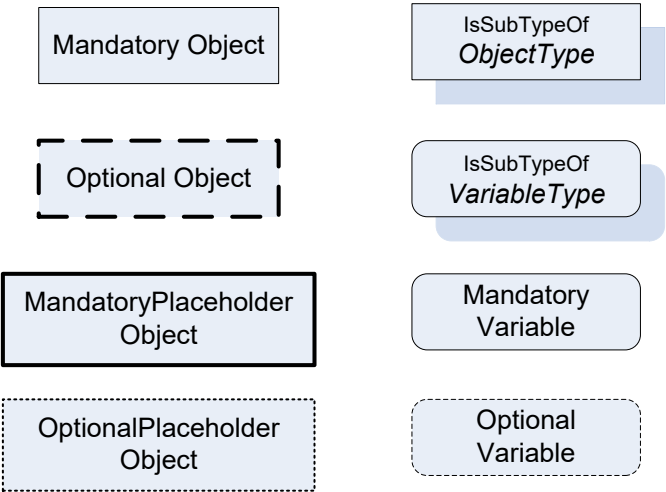 Mandatory Object
IsSubTypeOf
ObjectType
Optional Object
IsSubTypeOf
VariableType
MandatoryPlaceholder
Object
Mandatory
Variable
OptionalPlaceholder
Object
Optional
Variable